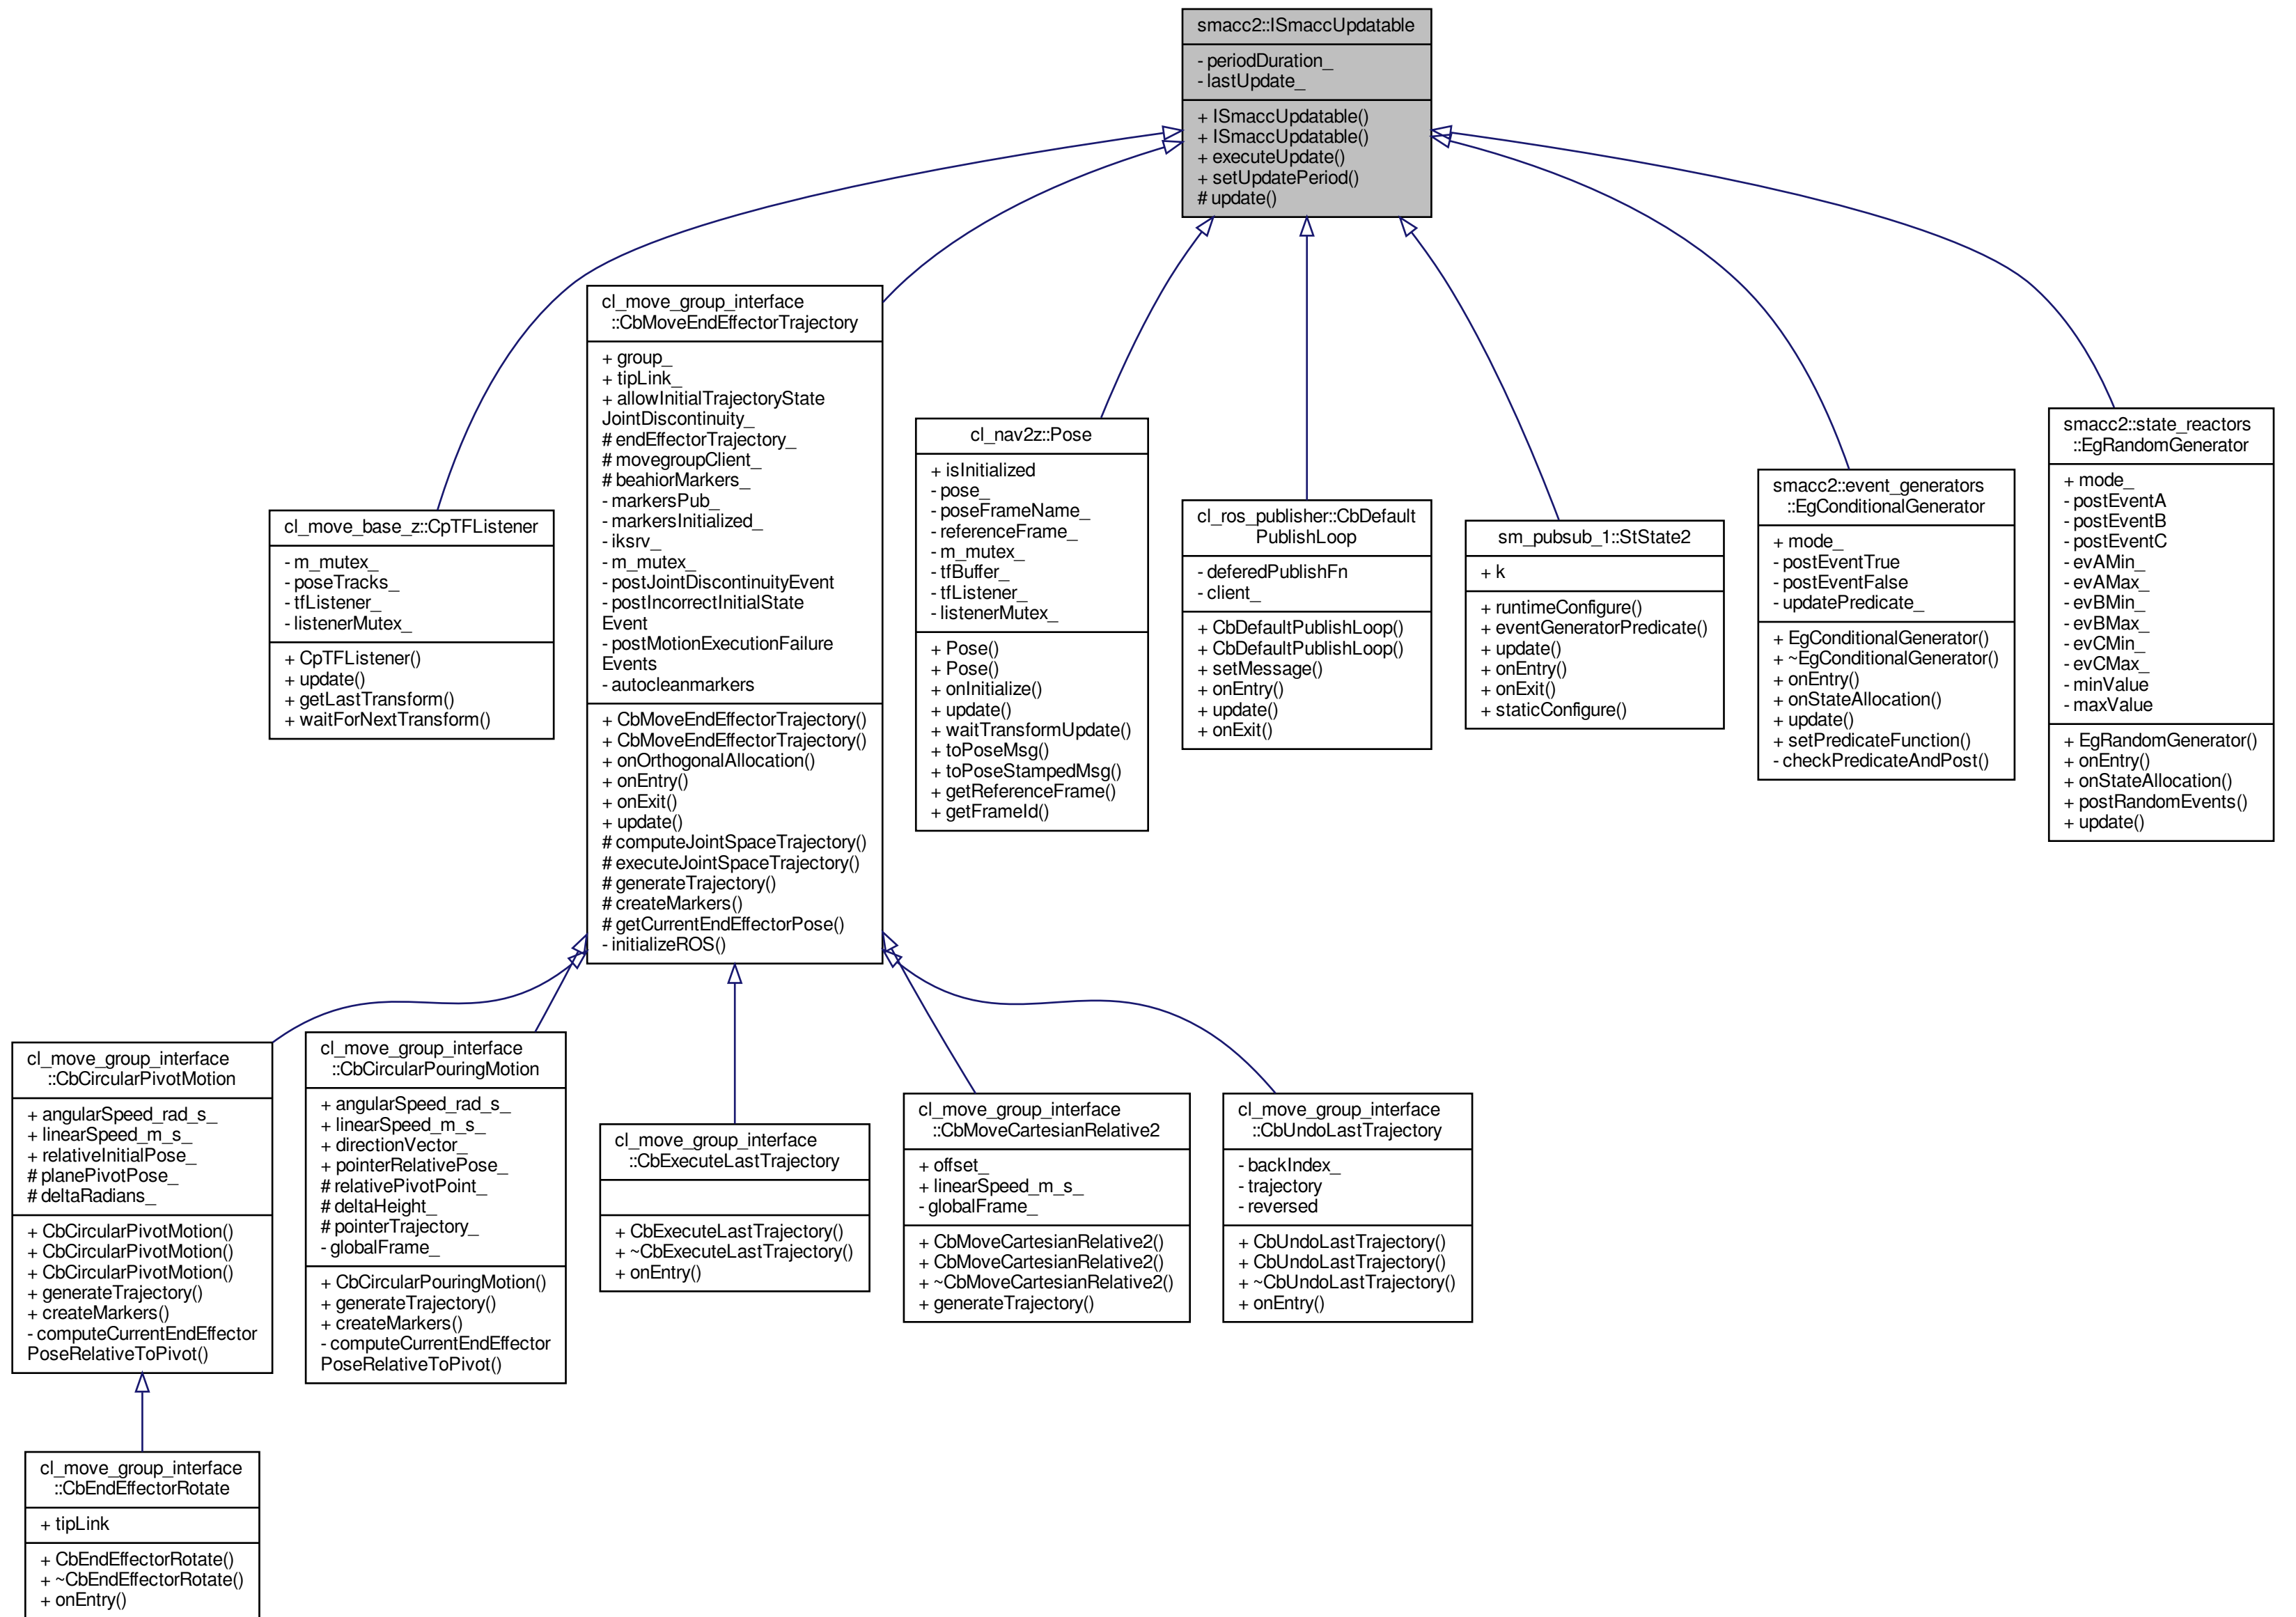 smacc2::ISmaccUpdatable
- periodDuration_
- lastUpdate_
+ ISmaccUpdatable()
+ ISmaccUpdatable()
+ executeUpdate()
+ setUpdatePeriod()
# update()
cl_move_base_z::CpTFListener
- m_mutex_
- poseTracks_
- tfListener_
- listenerMutex_
+ CpTFListener()
+ update()
+ getLastTransform()
+ waitForNextTransform()
cl_move_group_interface
::CbMoveEndEffectorTrajectory
+ group_
+ tipLink_
+ allowInitialTrajectoryState
JointDiscontinuity_
# endEffectorTrajectory_
# movegroupClient_
# beahiorMarkers_
- markersPub_
- markersInitialized_
- iksrv_
- m_mutex_
- postJointDiscontinuityEvent
- postIncorrectInitialState
Event
- postMotionExecutionFailure
Events
- autocleanmarkers
+ CbMoveEndEffectorTrajectory()
+ CbMoveEndEffectorTrajectory()
+ onOrthogonalAllocation()
+ onEntry()
+ onExit()
+ update()
# computeJointSpaceTrajectory()
# executeJointSpaceTrajectory()
# generateTrajectory()
# createMarkers()
# getCurrentEndEffectorPose()
- initializeROS()
cl_nav2z::Pose
+ isInitialized
- pose_
- poseFrameName_
- referenceFrame_
- m_mutex_
- tfBuffer_
- tfListener_
- listenerMutex_
+ Pose()
+ Pose()
+ onInitialize()
+ update()
+ waitTransformUpdate()
+ toPoseMsg()
+ toPoseStampedMsg()
+ getReferenceFrame()
+ getFrameId()
cl_ros_publisher::CbDefault
PublishLoop
- deferedPublishFn
- client_
+ CbDefaultPublishLoop()
+ CbDefaultPublishLoop()
+ setMessage()
+ onEntry()
+ update()
+ onExit()
sm_pubsub_1::StState2
+ k
+ runtimeConfigure()
+ eventGeneratorPredicate()
+ update()
+ onEntry()
+ onExit()
+ staticConfigure()
smacc2::event_generators
::EgConditionalGenerator
+ mode_
- postEventTrue
- postEventFalse
- updatePredicate_
+ EgConditionalGenerator()
+ ~EgConditionalGenerator()
+ onEntry()
+ onStateAllocation()
+ update()
+ setPredicateFunction()
- checkPredicateAndPost()
smacc2::state_reactors
::EgRandomGenerator
+ mode_
- postEventA
- postEventB
- postEventC
- evAMin_
- evAMax_
- evBMin_
- evBMax_
- evCMin_
- evCMax_
- minValue
- maxValue
+ EgRandomGenerator()
+ onEntry()
+ onStateAllocation()
+ postRandomEvents()
+ update()
cl_move_group_interface
::CbCircularPivotMotion
+ angularSpeed_rad_s_
+ linearSpeed_m_s_
+ relativeInitialPose_
# planePivotPose_
# deltaRadians_
+ CbCircularPivotMotion()
+ CbCircularPivotMotion()
+ CbCircularPivotMotion()
+ generateTrajectory()
+ createMarkers()
- computeCurrentEndEffector
PoseRelativeToPivot()
cl_move_group_interface
::CbCircularPouringMotion
+ angularSpeed_rad_s_
+ linearSpeed_m_s_
+ directionVector_
+ pointerRelativePose_
# relativePivotPoint_
# deltaHeight_
# pointerTrajectory_
- globalFrame_
+ CbCircularPouringMotion()
+ generateTrajectory()
+ createMarkers()
- computeCurrentEndEffector
PoseRelativeToPivot()
cl_move_group_interface
::CbExecuteLastTrajectory
+ CbExecuteLastTrajectory()
+ ~CbExecuteLastTrajectory()
+ onEntry()
cl_move_group_interface
::CbMoveCartesianRelative2
+ offset_
+ linearSpeed_m_s_
- globalFrame_
+ CbMoveCartesianRelative2()
+ CbMoveCartesianRelative2()
+ ~CbMoveCartesianRelative2()
+ generateTrajectory()
cl_move_group_interface
::CbUndoLastTrajectory
- backIndex_
- trajectory
- reversed
+ CbUndoLastTrajectory()
+ CbUndoLastTrajectory()
+ ~CbUndoLastTrajectory()
+ onEntry()
cl_move_group_interface
::CbEndEffectorRotate
+ tipLink
+ CbEndEffectorRotate()
+ ~CbEndEffectorRotate()
+ onEntry()